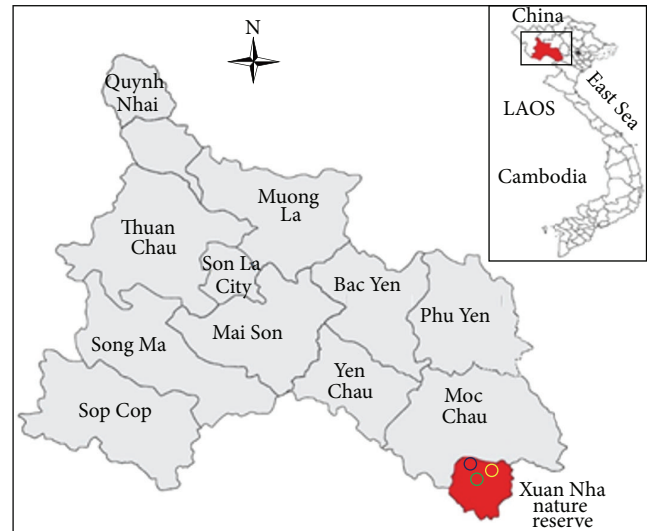 N
China
East Sea
LAOS
Cambodia
Quynh
Nhai
Muong
La
Thuan
Chau
Son La
City
Bac Yen
Phu Yen
Mai Son
Song Ma
Yen
Chau
Moc
Chau
Sop Cop
Xuan Nha
nature
reserve